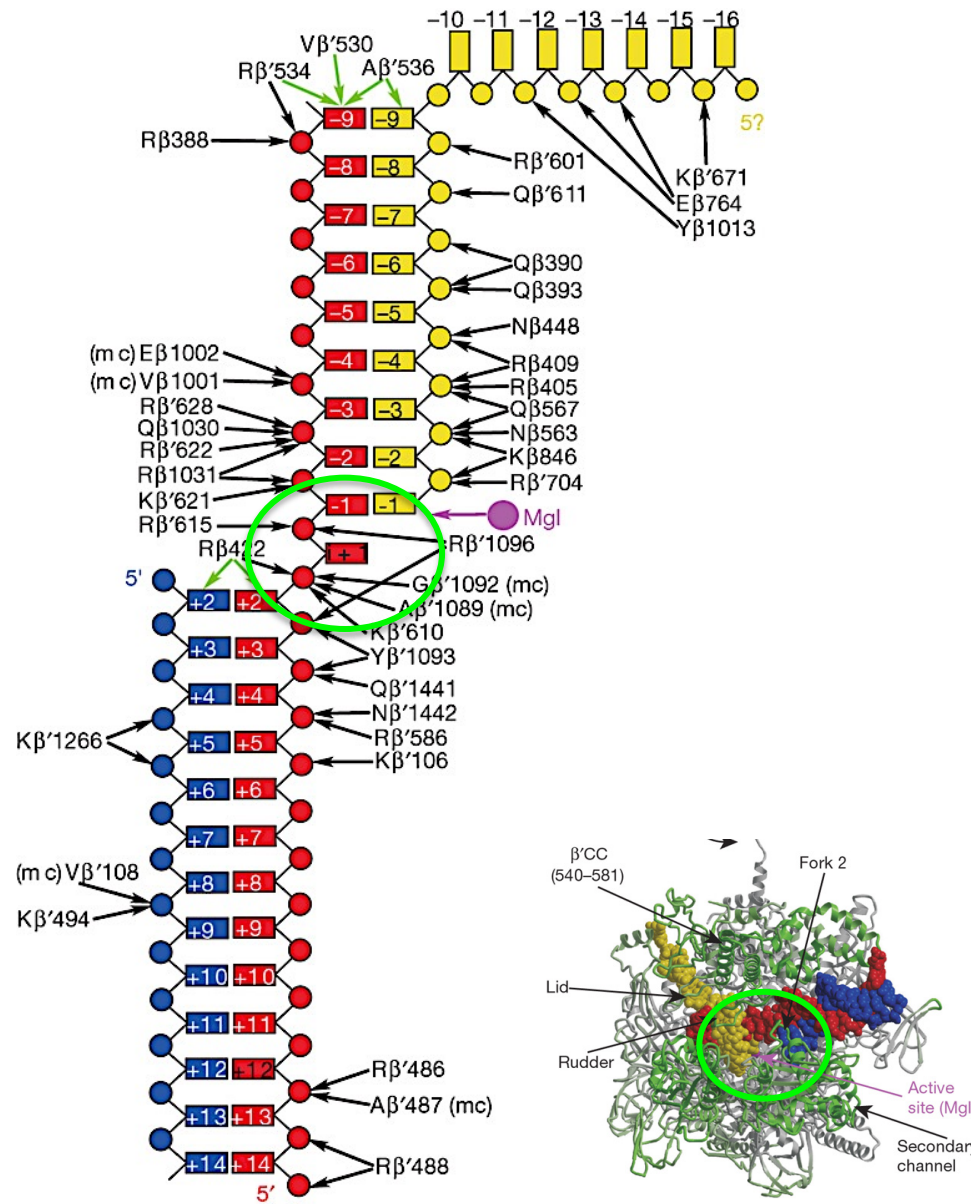 −10 −11 −12 −13 −14 −15 −16
Vβ′530
Rβ′534
Aβ′536
−9 −9
5?
Rβ388
Rβ′601
−8 −8
Kβ′671
Qβ′611
Eβ764
−7 −7
Yβ1013
−6 −6
Qβ390
Qβ393
−5 −5
Nβ448
(mc) Eβ1002
−4 −4
Rβ409
(mc) Vβ1001
Rβ405
Rβ′628
−3 −3
Qβ567
Qβ1030
Nβ563
Rβ′622
−2 −2
Kβ846
Rβ1031
Rβ′704
Kβ′621
−1 −1
MgI
Rβ′615
Rβ′1096
Rβ422
+1
5'
Gβ′1092 (mc)
+2 +2
Aβ′1089 (mc)
Kβ′610
+3 +3
Yβ′1093
+4 +4
Qβ′1441
Nβ′1442
Kβ′1266
+5 +5
Rβ′586
Kβ′106
+6 +6
+7 +7
(mc) Vβ′108
+8 +8
Kβ′494
+9 +9
+10 +10
+11 +11
+12 +12
Rβ′486
Aβ′487 (mc)
+13 +13
+14 +14
Rβ′488
5′
β′CC
(540–581)
Fork 2
Lid
Rudder
Active
site (MgI
Secondary
channel